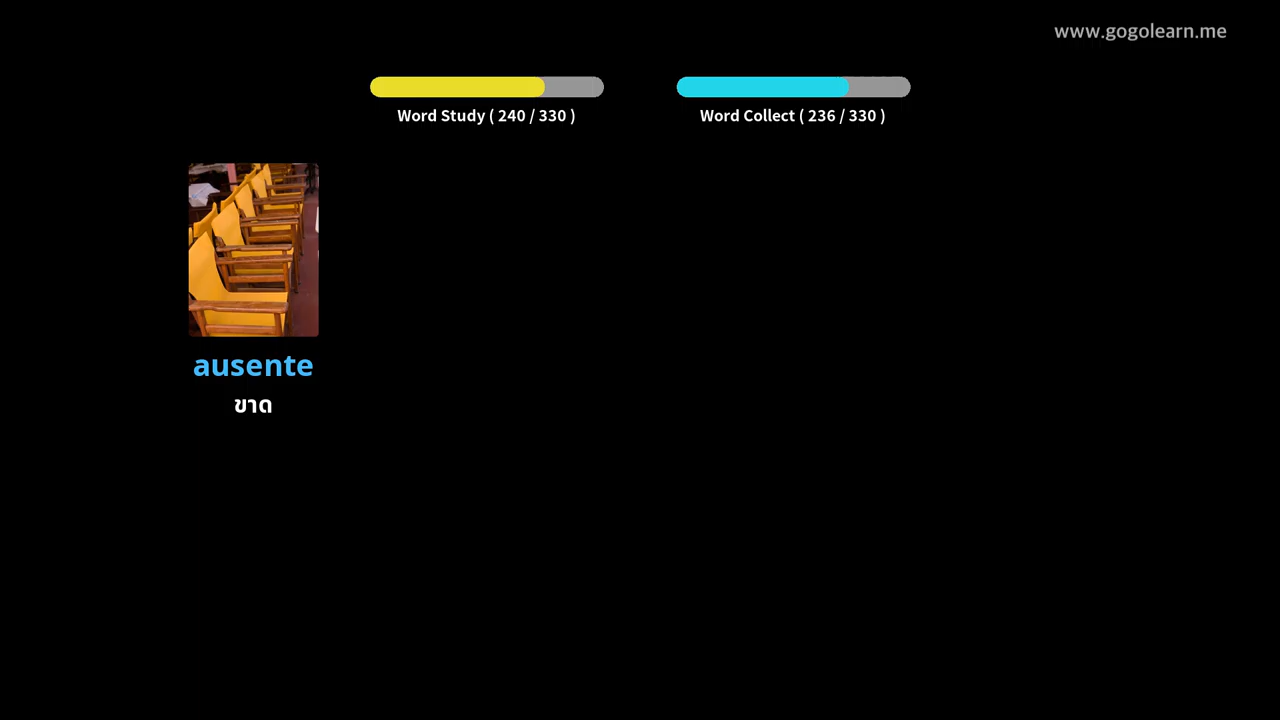 www.gogolearn.me
Word Study ( 240 / 330 )
Word Collect ( 236 / 330 )
ausente
ขาด